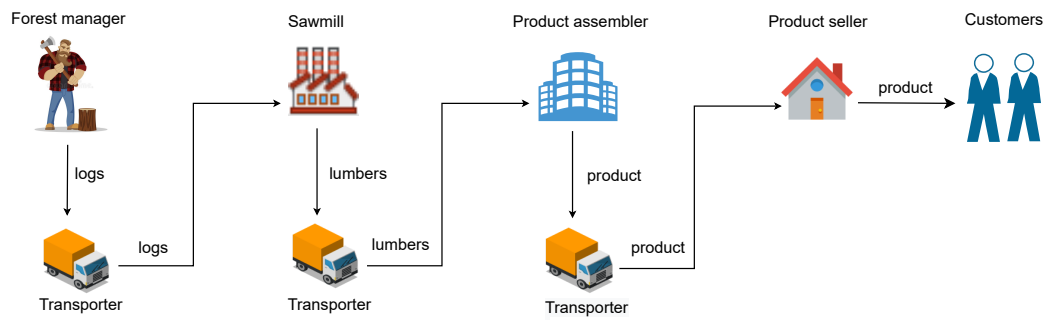 Forest manager
Sawmill
Product assembler
Product seller
Customers
product
logs
lumbers
product
logs
lumbers
product
Transporter
Transporter
Transporter